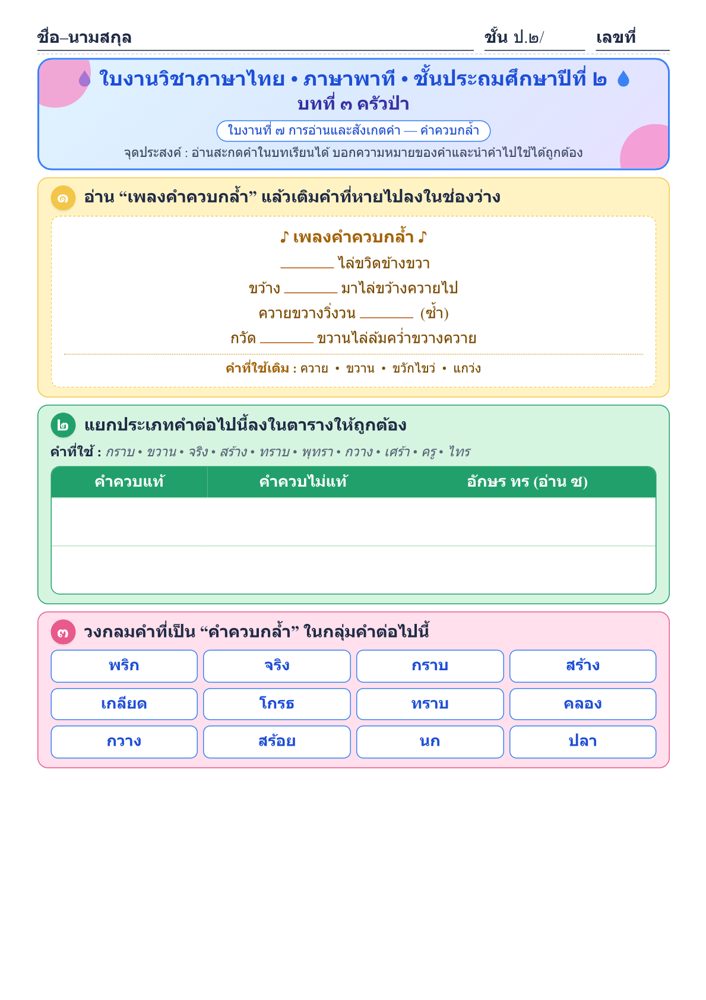 ชื่อ–นามสกุล ชั้น ป.๒/ เลขที่
ใบงานวิชาภาษาไทย • ภาษาพาที • ชั้นประถมศึกษาปีที่ ๒
บทที่ ๓ ครัวป่า
ใบงานที่ ๗ การอ่านและสังเกตคำ — คำควบกล้ำ
จุดประสงค์ : อ่านสะกดคำในบทเรียนได้ บอกความหมายของคำและนำคำไปใช้ได้ถูกต้อง
๑ อ่าน “เพลงคำควบกล้ำ” แล้วเติมคำที่หายไปลงในช่องว่าง
♪ เพลงคำควบกล้ำ ♪
________ ไล่ขวิดข้างขวา
ขว้าง ________ มาไล่ขว้างควายไป
ควายขวางวิ่งวน ________ (ซ้ำ)
กวัด ________ ขวานไล่ล้มคว่ำขวางควาย
คำที่ใช้เติม : ควาย • ขวาน • ขวักไขว่ • แกว่ง
๒ แยกประเภทคำต่อไปนี้ลงในตารางให้ถูกต้อง
คำที่ใช้ : กราบ • ขวาน • จริง • สร้าง • ทราบ • พุทรา • กวาง • เศร้า • ครู • ไทร
คำควบแท้ คำควบไม่แท้ อักษร ทร (อ่าน ซ)
๓ วงกลมคำที่เป็น “คำควบกล้ำ” ในกลุ่มคำต่อไปนี้
พริก จริง กราบ สร้าง
เกลียด โกรธ ทราบ คลอง
กวาง สร้อย นก ปลา